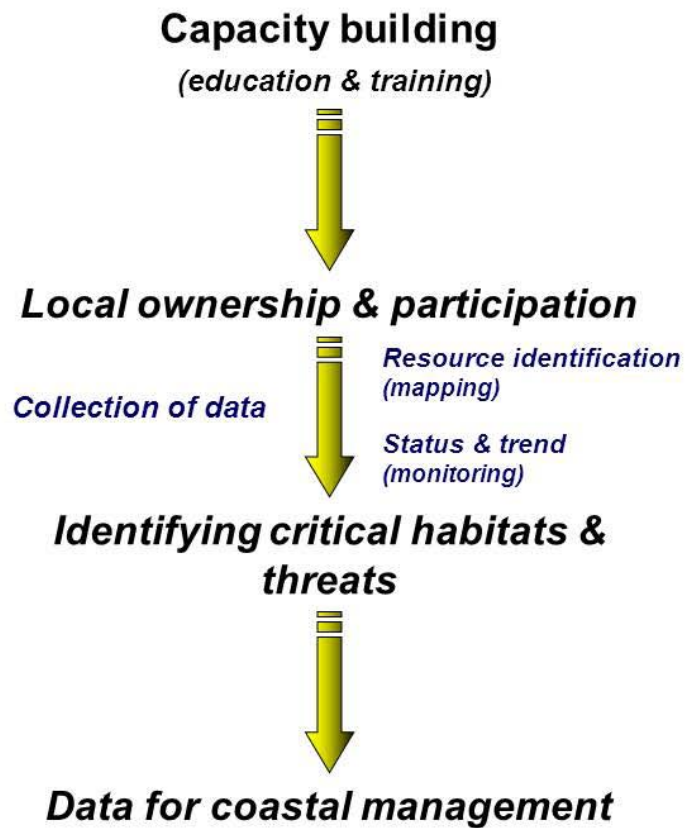 Capacity building
(education & training)
Local ownership & participation
Collection of data
Resource identification
(mapping)
Status & trend
(monitoring)
Identifying critical habitats &
threats
Data for coastal management